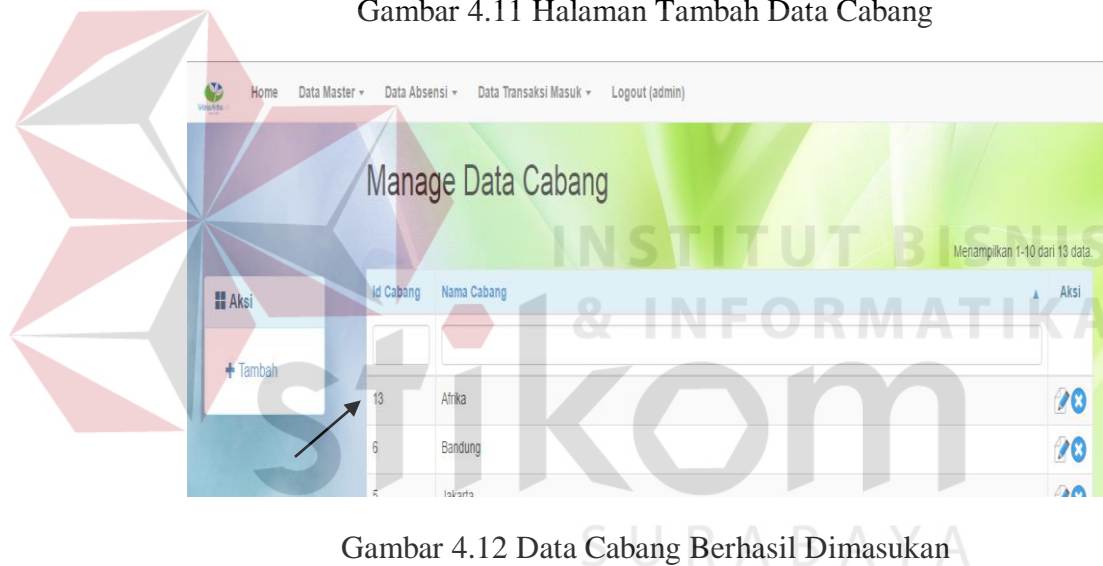 Gambar 4.11 Halaman Tambah Data Cabang
Home Data Master Data Absensi Data Transaksi Masuk Logout (admin)
Manage Data Cabang
INSTITUT BISNIS
Menampilkan 1-10 dari 13 data.
Aksi
Id Cabang Nama Cabang Aksi
& INFORMATIKA
+ Tambah
stikom
13 Afrika
6 Bandung
5 Jakarta
SURABAYA
Gambar 4.12 Data Cabang Berhasil Dimasukan